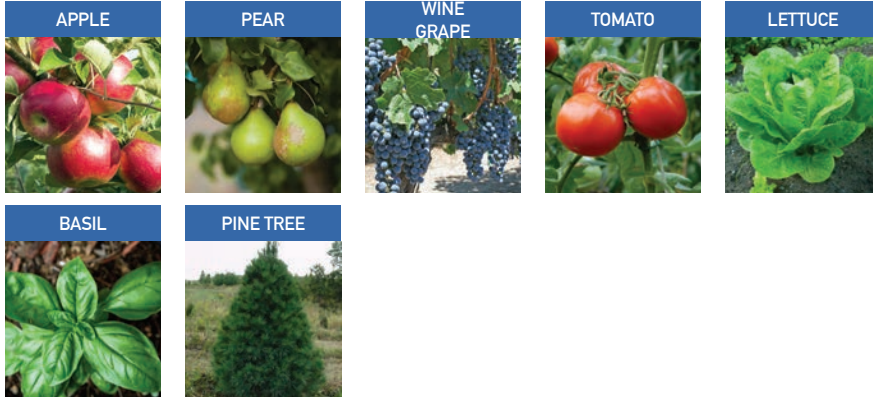 APPLE
PEAR
WINE
GRAPE
TOMATO
LETTUCE
BASIL
PINE TREE